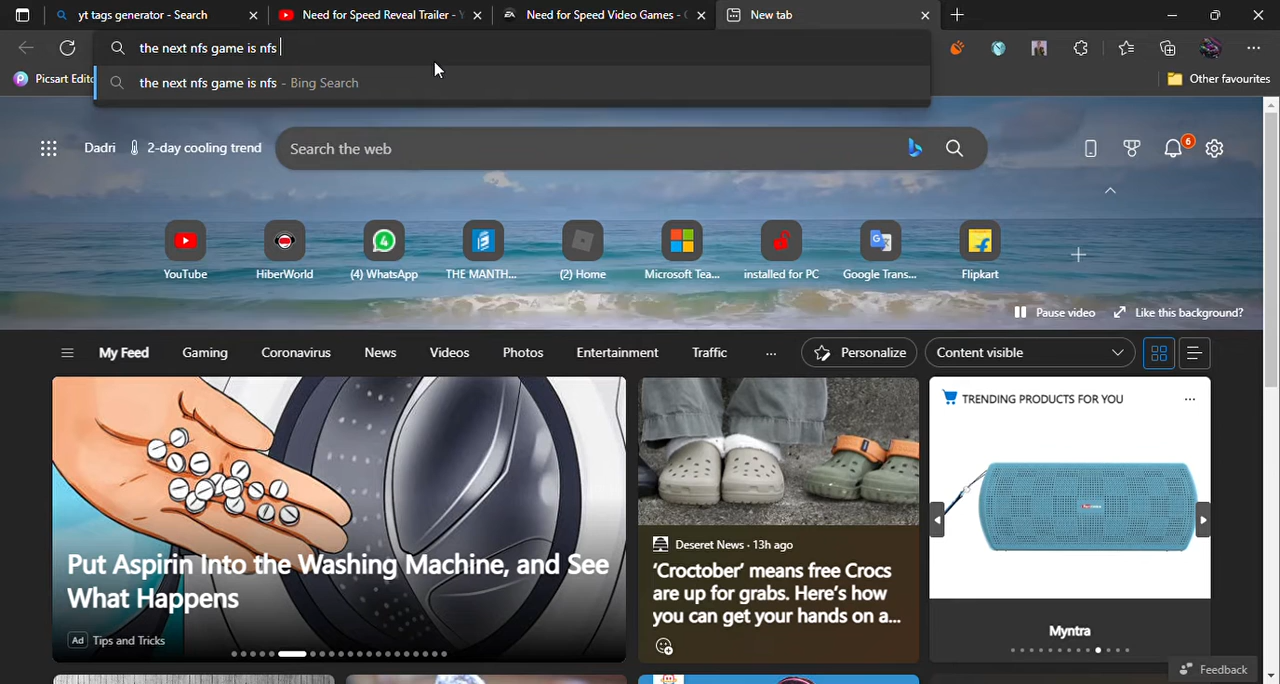 yt tags generator - Search
Need for Speed Reveal Trailer - Y
Need for Speed Video Games - (
New tab
the next nfs game is nfs
Picsart Edito
the next nfs game is nfs - Bing Search
Other favourites
Dadri
2-day cooling trend
Search the web
6
YouTube
HiberWorld
4
(4) WhatsApp
THE MANTH...
(2) Home
Microsoft Tea...
installed for PC
Google Trans...
Flipkart
Pause video
Like this background?
My Feed
Gaming
Coronavirus
News
Videos
Photos
Entertainment
Traffic
...
Personalize
Content visible
TRENDING PRODUCTS FOR YOU
Put Aspirin Into the Washing Machine, and See
What Happens
Ad Tips and Tricks
Deseret News · 13h ago
'Croctober' means free Crocs
are up for grabs. Here's how
you can get your hands on a...
Myntra
Feedback